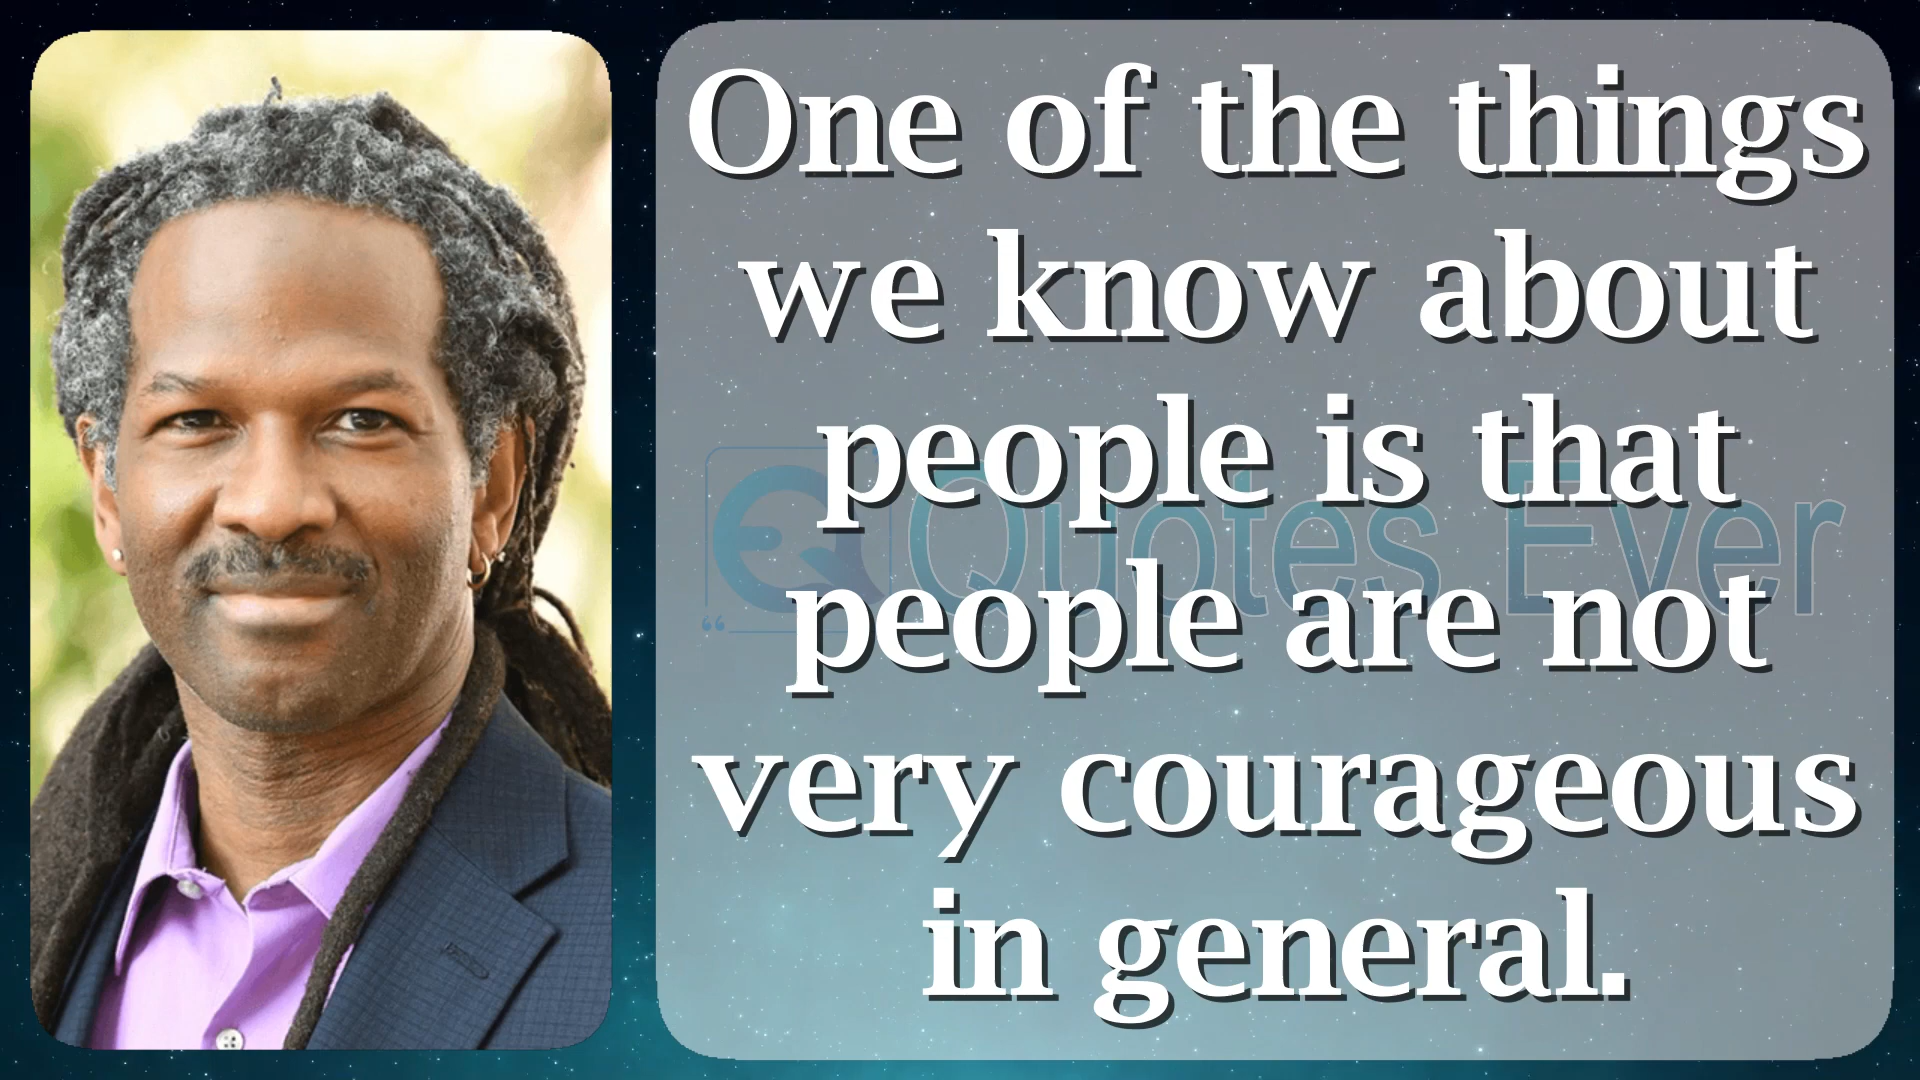 One of the things
we know about
people is that
people are not
very courageous
in general.
Quotes Ever